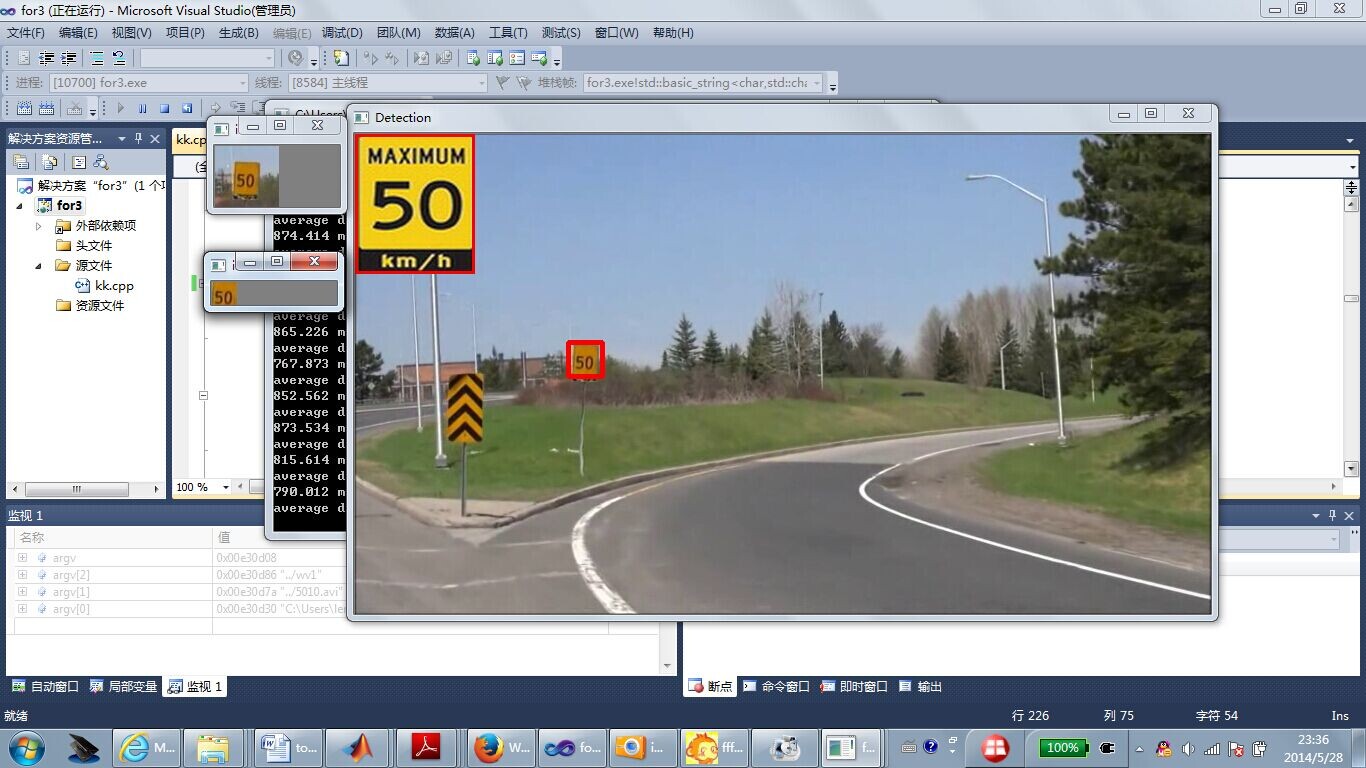 for3 (正在运行) - Microsoft Visual Studio(管理员)
文件(F) 编辑(E) 视图(V) 项目(P) 生成(B) 编辑(E) 调试(D) 团队(M) 数据(A) 工具(T) 测试(S) 窗口(W) 帮助(H)
进程: [10700] for3.exe 线程: [8584] 主线程 堆栈帧: for3.exe!std::basic_string<char,std::cha
解决方案资源管...
解决方案 "for3" (1 个项
for3
外部依赖项
头文件
源文件
kk.cpp
资源文件
kk.cp
(全
100 %
C:\Users\
50
50
average d
874.414 m
average d
865.226 m
average d
767.873 m
average d
852.562 m
average d
873.534 m
average d
815.614 m
average d
790.012 m
average d
Detection
MAXIMUM
50
km/h
50
监视 1
名称 值
argv 0x00e30d08
argv[2] 0x00e30d86 "../wv1"
argv[1] 0x00e30d7a "../5010.avi"
argv[0] 0x00e30d30 "C:\Users\ler
自动窗口 局部变量 监视 1
断点 命令窗口 即时窗口 输出
就绪 行 226 列 75 字符 54 Ins
M... to... W... fo... i... fff... f...
100%
23:36
2014/5/28